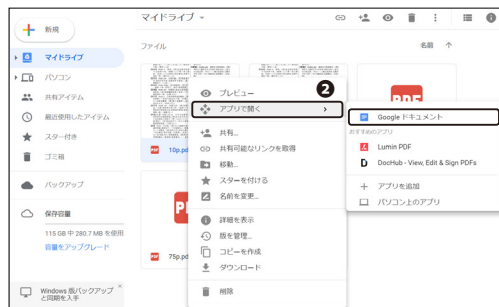 マイドライブ
新規
ファイル
名前
マイドライブ
パソコン
共有アイテム
最近使用したアイテム
スター付き
ゴミ箱
バックアップ
保存容量
115 GB 中 280.7 MB を使用
容量をアップグレード
Windows 版バックアップ
と同期を入手
PDF 10p.pd
PDF 75p.pd
PDF
プレビュー
❷
アプリで開く
共有...
共有可能なリンクを取得
移動...
スターを付ける
名前を変更...
詳細を表示
版を管理...
コピーを作成
ダウンロード
削除
Google ドキュメント
おすすめのアプリ
Lumin PDF
DocHub - View, Edit & Sign PDFs
アプリを追加
パソコン上のアプリ